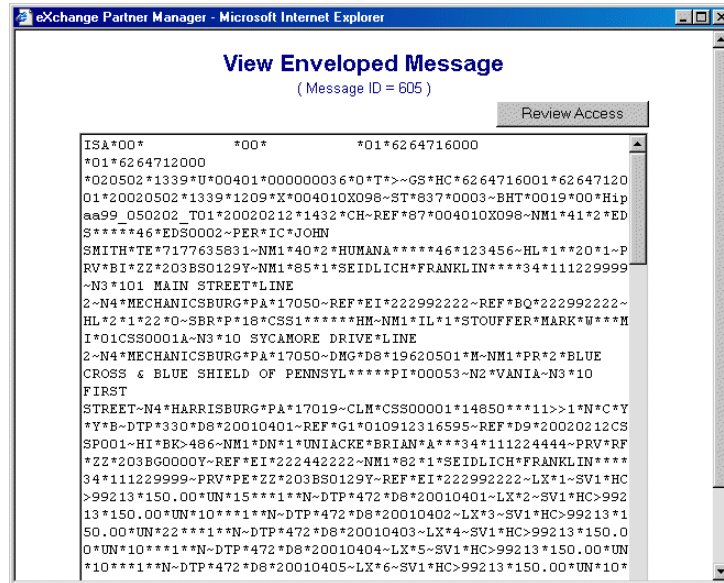 eXchange Partner Manager - Microsoft Internet Explorer
View Enveloped Message
( Message ID = 605 )
Review Access
ISA*00*          *00*          *01*6264716000
*01*6264712000
*020502*1339*U*00401*000000036*0*T*>~GS*HC*6264716001*62647120
01*20020502*1339*1209*X*004010X098~ST*837*0003~BHT*0019*00*Hip
aa99_050202_T01*20020212*1432*CH~REF*87*004010X098~NM1*41*2*ED
S*****46*EDS0002~PER*IC*JOHN
SMITH*TE*7177635831~NM1*40*2*HUMANA*****46*123456~HL*1**20*1~P
RV*BI*ZZ*203BS0129Y~NM1*85*1*SEIDLICH*FRANKLIN****34*111229999
~N3*101 MAIN STREET*LINE
2~N4*MECHANICSBURG*PA*17050~REF*EI*222992222~REF*BQ*222992222~
HL*2*1*22*0~SBR*P*18*CSS1******HM~NM1*IL*1*STOUFFER*MARK*W***M
I*01CSS0001A~N3*10 SYCAMORE DRIVE*LINE
2~N4*MECHANICSBURG*PA*17050~DMG*D8*19620501*M~NM1*PR*2*BLUE
CROSS & BLUE SHIELD OF PENNSYL*****PI*00053~N2*VANIA~N3*10
FIRST
STREET~N4*HARRISBURG*PA*17019~CLM*CSS00001*14850***11>>1*N*C*Y
*Y*B~DTP*330*D8*20010401~REF*G1*010912316595~REF*D9*20020212CS
SP001~HI*BK>486~NM1*DN*1*UNIACKE*BRIAN*A***34*111224444~PRV*RF
*ZZ*203BG0000Y~REF*EI*222442222~NM1*82*1*SEIDLICH*FRANKLIN****
34*111229999~PRV*PE*ZZ*203BS0129Y~REF*EI*222992222~LX*1~SV1*HC
>99213*150.00*UN*15***1**N~DTP*472*D8*20010401~LX*2~SV1*HC>992
13*150.00*UN*10***1**N~DTP*472*D8*20010402~LX*3~SV1*HC>99213*1
50.00*UN*22***1**N~DTP*472*D8*20010403~LX*4~SV1*HC>99213*150.0
0*UN*10***1**N~DTP*472*D8*20010404~LX*5~SV1*HC>99213*150.00*UN
*10***1**N~DTP*472*D8*20010405~LX*6~SV1*HC>99213*150.00*UN*10*